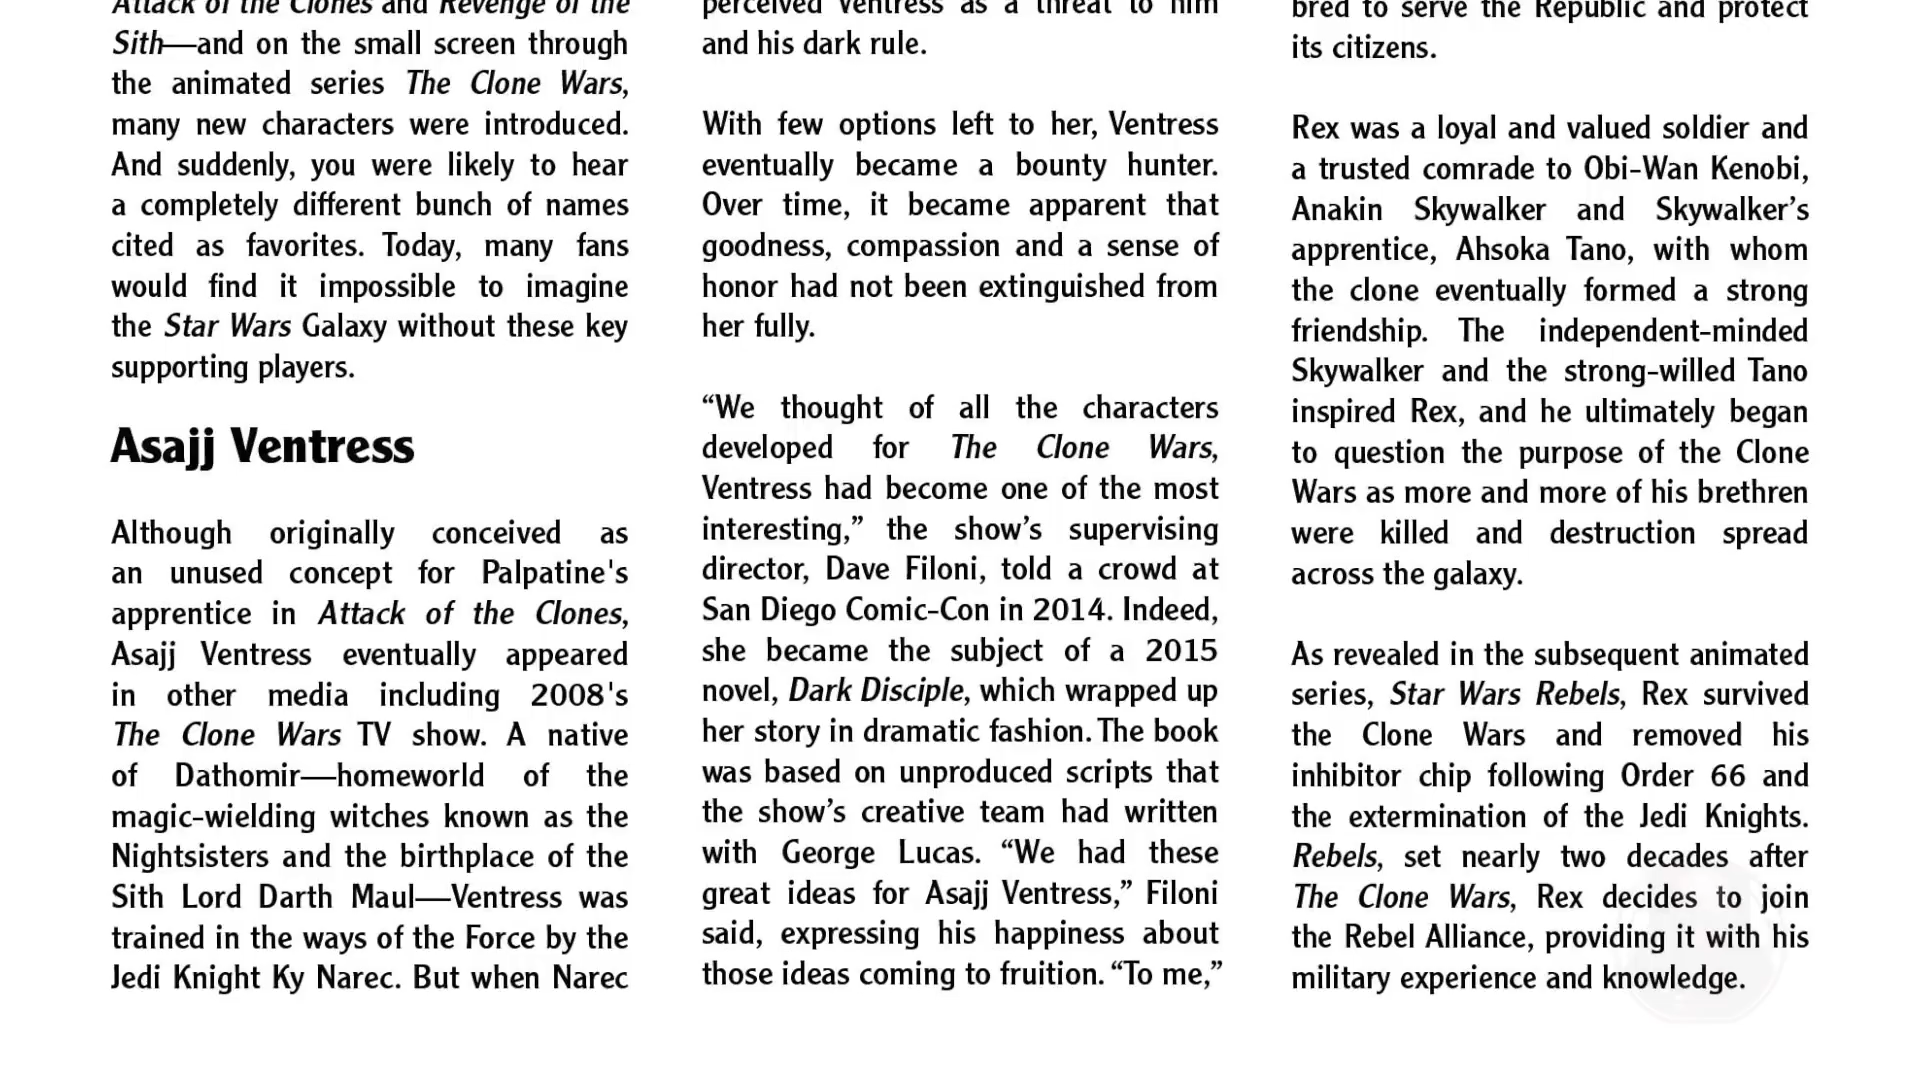 Attack of the Clones and Revenge of the
Sith—and on the small screen through
the animated series The Clone Wars,
many new characters were introduced.
And suddenly, you were likely to hear
a completely different bunch of names
cited as favorites. Today, many fans
would find it impossible to imagine
the Star Wars Galaxy without these key
supporting players.
Asajj Ventress
Although originally conceived as
an unused concept for Palpatine's
apprentice in Attack of the Clones,
Asajj Ventress eventually appeared
in other media including 2008's
The Clone Wars TV show. A native
of Dathomir—homeworld of the
magic-wielding witches known as the
Nightsisters and the birthplace of the
Sith Lord Darth Maul—Ventress was
trained in the ways of the Force by the
Jedi Knight Ky Narec. But when Narec
perceived Ventress as a threat to him
and his dark rule.
With few options left to her, Ventress
eventually became a bounty hunter.
Over time, it became apparent that
goodness, compassion and a sense of
honor had not been extinguished from
her fully.
“We thought of all the characters
developed for The Clone Wars,
Ventress had become one of the most
interesting,” the show’s supervising
director, Dave Filoni, told a crowd at
San Diego Comic-Con in 2014. Indeed,
she became the subject of a 2015
novel, Dark Disciple, which wrapped up
her story in dramatic fashion. The book
was based on unproduced scripts that
the show’s creative team had written
with George Lucas. “We had these
great ideas for Asajj Ventress,” Filoni
said, expressing his happiness about
those ideas coming to fruition. “To me,”
bred to serve the Republic and protect
its citizens.
Rex was a loyal and valued soldier and
a trusted comrade to Obi-Wan Kenobi,
Anakin Skywalker and Skywalker’s
apprentice, Ahsoka Tano, with whom
the clone eventually formed a strong
friendship. The independent-minded
Skywalker and the strong-willed Tano
inspired Rex, and he ultimately began
to question the purpose of the Clone
Wars as more and more of his brethren
were killed and destruction spread
across the galaxy.
As revealed in the subsequent animated
series, Star Wars Rebels, Rex survived
the Clone Wars and removed his
inhibitor chip following Order 66 and
the extermination of the Jedi Knights.
Rebels, set nearly two decades after
The Clone Wars, Rex decides to join
the Rebel Alliance, providing it with his
military experience and knowledge.